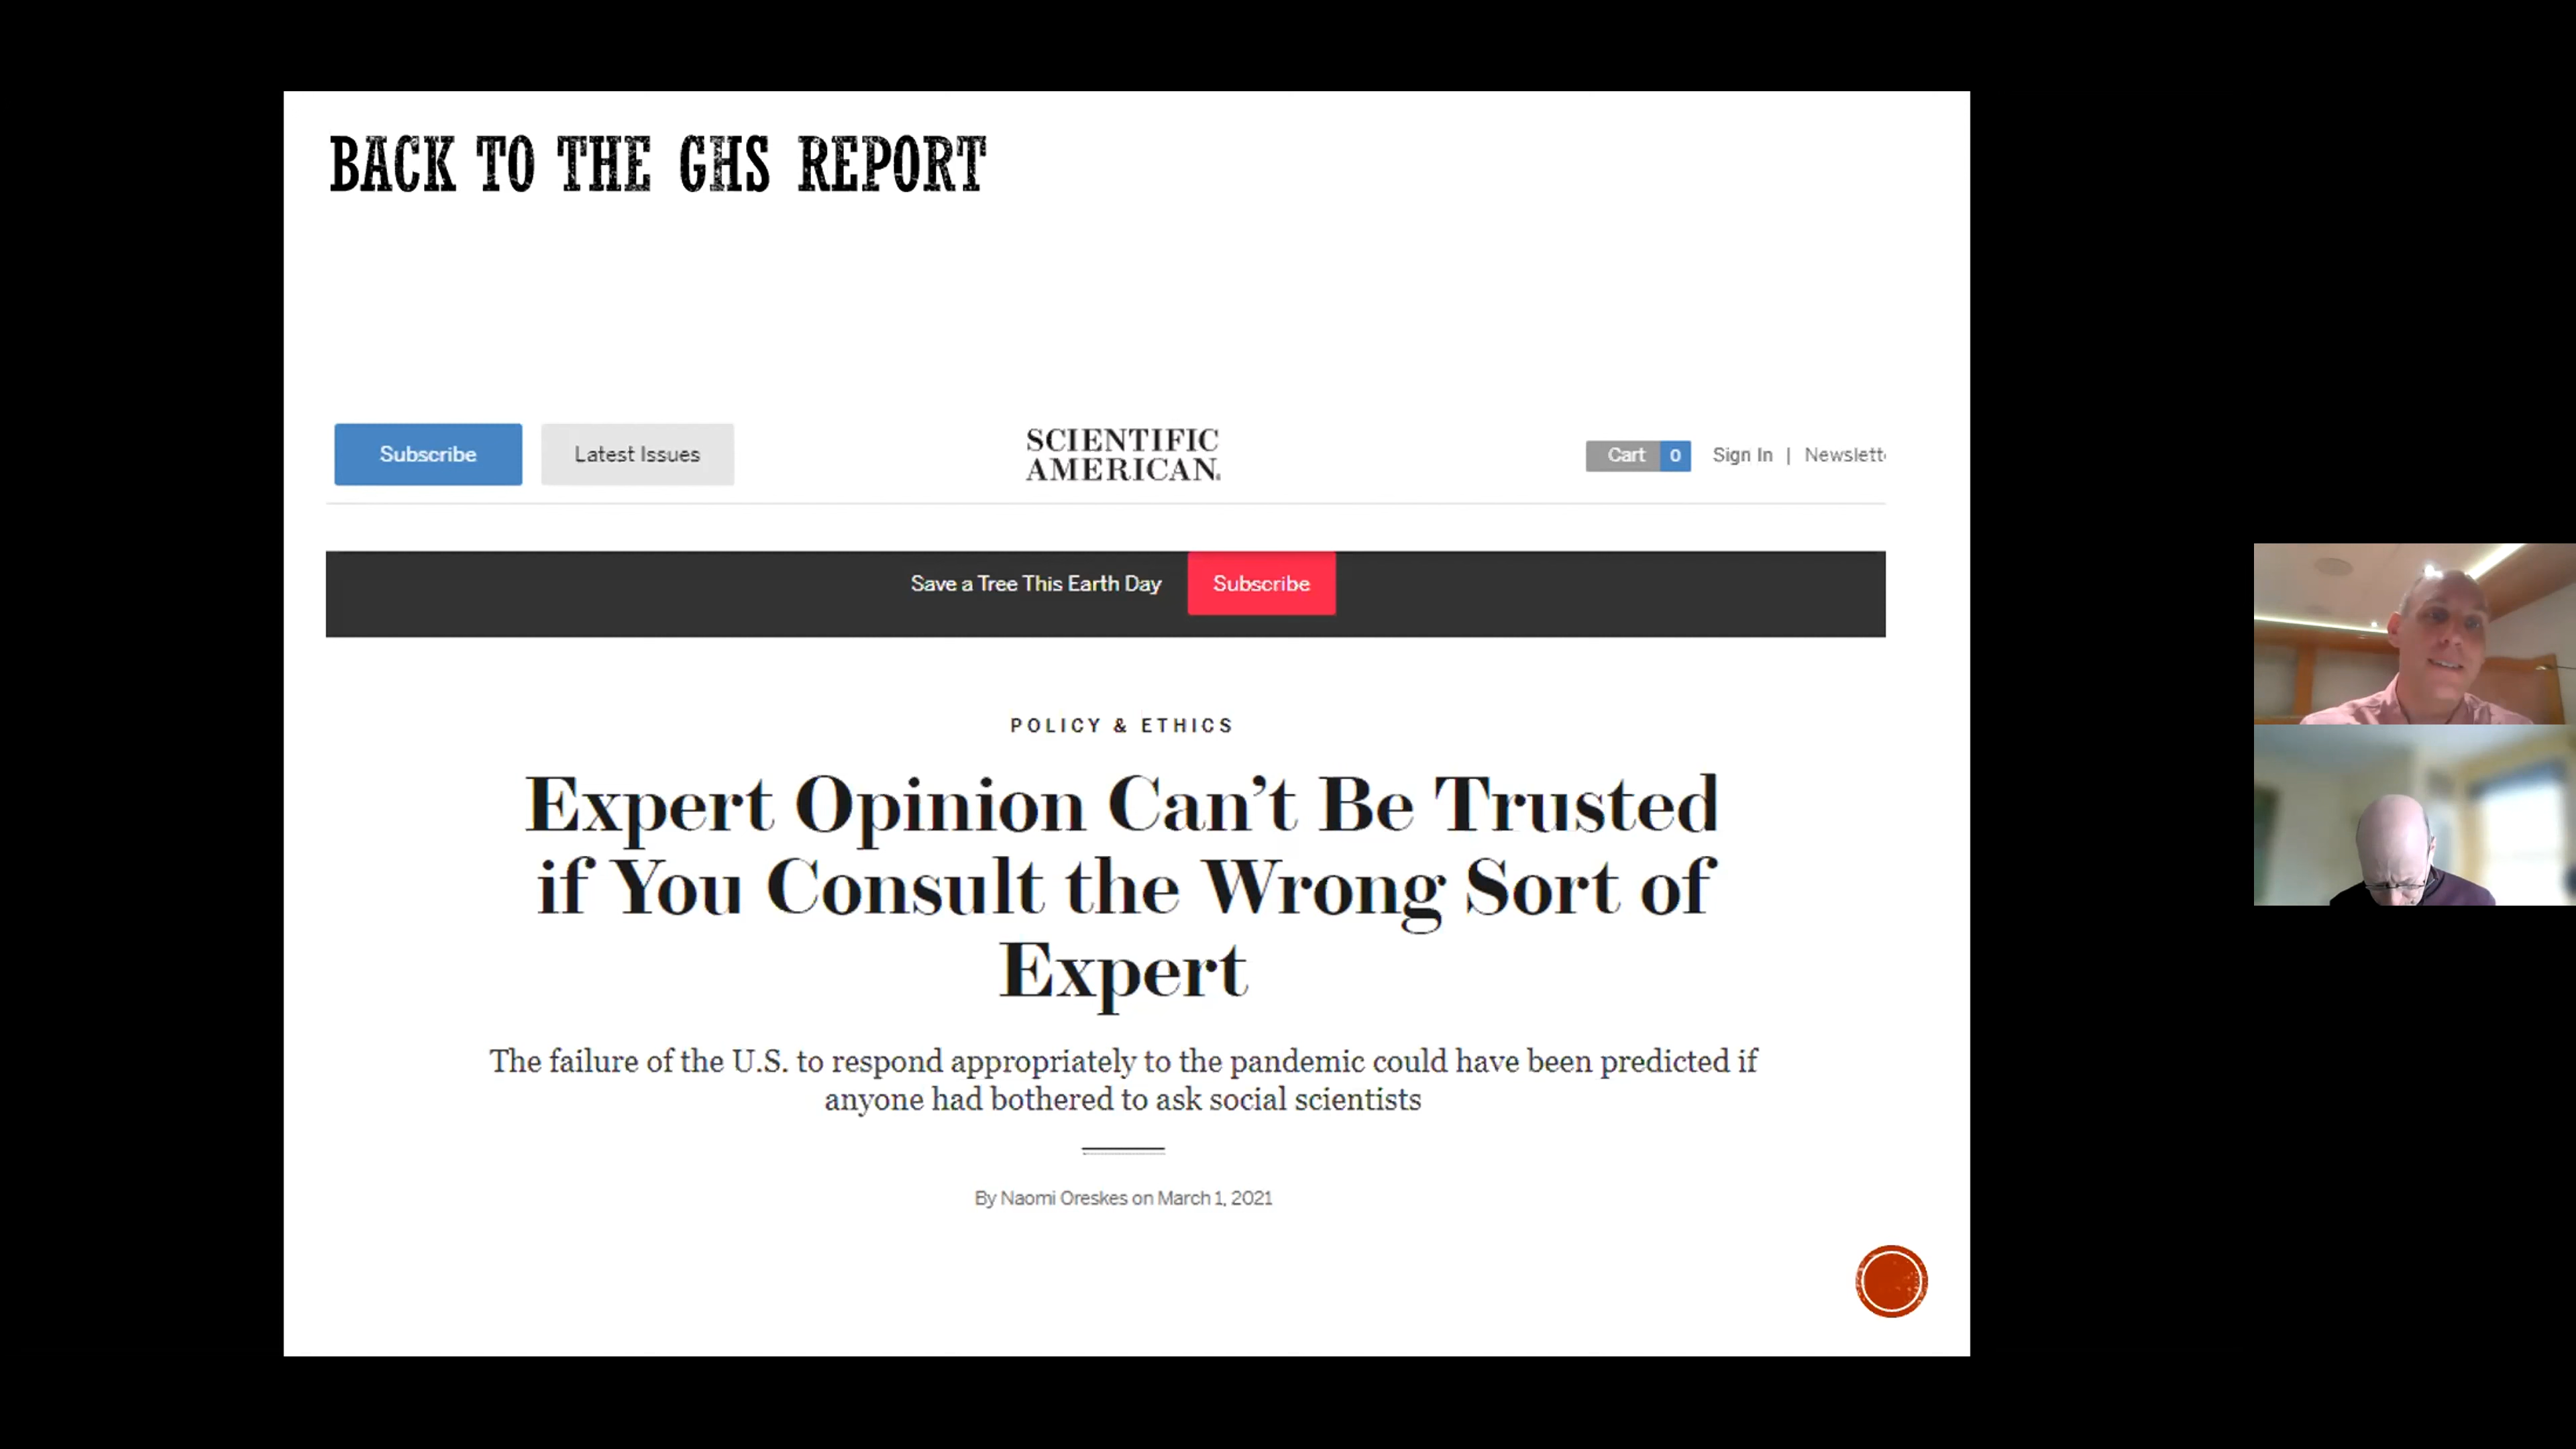 BACK TO THE GHS REPORT
Subscribe
Latest Issues
SCIENTIFIC
AMERICAN.
Cart 0
Sign In | Newslett
Save a Tree This Earth Day
Subscribe
POLICY & ETHICS
Expert Opinion Can't Be Trusted
if You Consult the Wrong Sort of
Expert
The failure of the U.S. to respond appropriately to the pandemic could have been predicted if
anyone had bothered to ask social scientists
By Naomi Oreskes on March 1, 2021